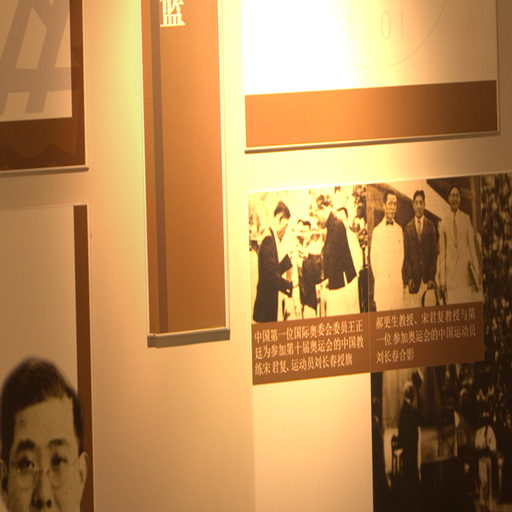 篮
01
中国第一位国际奥委会委员王正
廷为参加第十届奥运会的中国教
练宋君复、运动员刘长春授旗
郝更生教授、宋君复教授与第
一位参加奥运会的中国运动员
刘长春合影